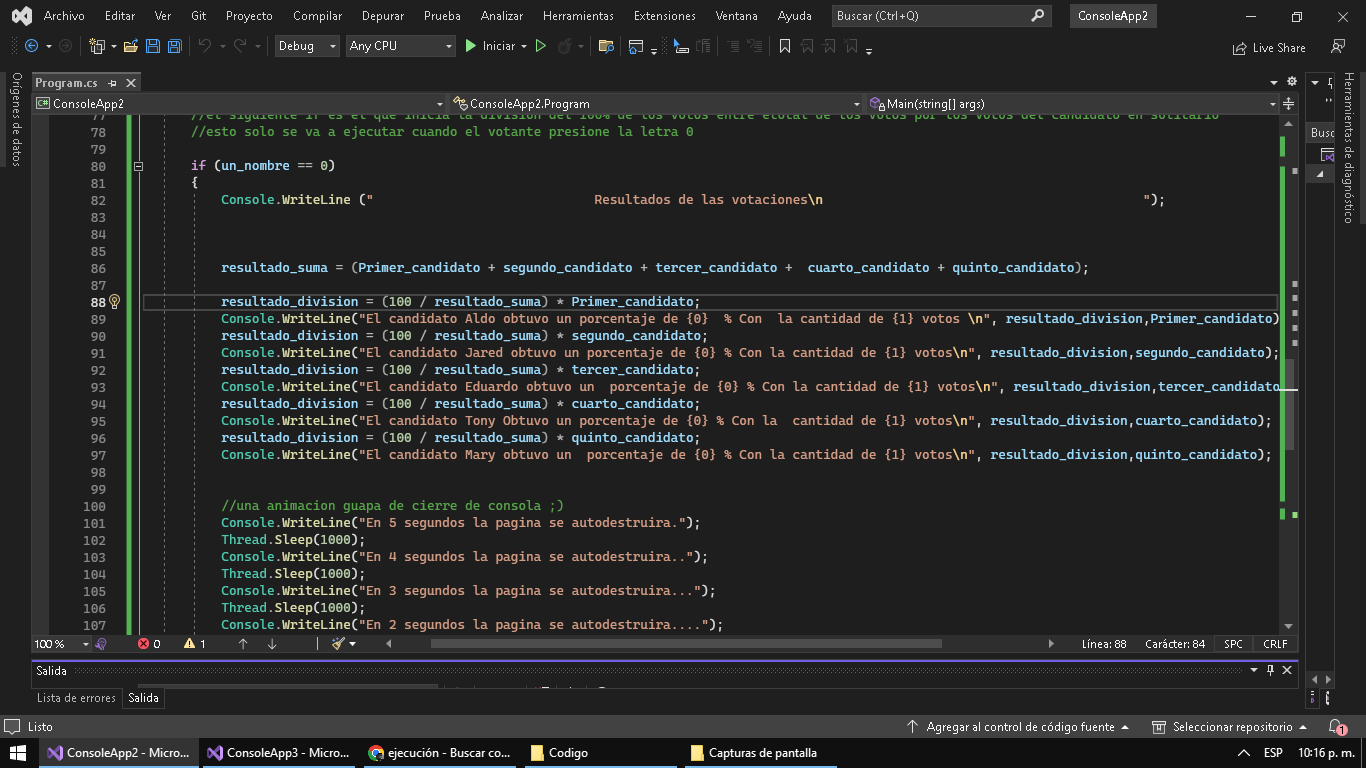 Archivo Editar Ver Git Proyecto Compilar Depurar Prueba Analizar Herramientas Extensiones Ventana Ayuda Buscar (Ctrl+Q) ConsoleApp2
Debug Any CPU Iniciar Live Share
Orígenes de datos
Program.cs
ConsoleApp2 ConsoleApp2.Program Main(string[] args)
77 //el siguiente if es el que inicia la division del 100% de los votos entre eltotal de los votos por los votos del candidato en solitario
78 //esto solo se va a ejecutar cuando el votante presione la letra 0
79
80 if (un_nombre == 0)
81 {
82 Console.WriteLine (" Resultados de las votaciones\n ");
83
84
85
86 resultado_suma = (Primer_candidato + segundo_candidato + tercer_candidato + cuarto_candidato + quinto_candidato);
87
88 resultado_division = (100 / resultado_suma) * Primer_candidato;
89 Console.WriteLine("El candidato Aldo obtuvo un porcentaje de {0} % Con la cantidad de {1} votos \n", resultado_division,Primer_candidato)
90 resultado_division = (100 / resultado_suma) * segundo_candidato;
91 Console.WriteLine("El candidato Jared obtuvo un porcentaje de {0} % Con la cantidad de {1} votos\n", resultado_division,segundo_candidato);
92 resultado_division = (100 / resultado_suma) * tercer_candidato;
93 Console.WriteLine("El candidato Eduardo obtuvo un porcentaje de {0} % Con la cantidad de {1} votos\n", resultado_division,tercer_candidato
94 resultado_division = (100 / resultado_suma) * cuarto_candidato;
95 Console.WriteLine("El candidato Tony Obtuvo un porcentaje de {0} % Con la cantidad de {1} votos\n", resultado_division,cuarto_candidato);
96 resultado_division = (100 / resultado_suma) * quinto_candidato;
97 Console.WriteLine("El candidato Mary obtuvo un porcentaje de {0} % Con la cantidad de {1} votos\n", resultado_division,quinto_candidato);
98
99
100 //una animacion guapa de cierre de consola ;)
101 Console.WriteLine("En 5 segundos la pagina se autodestruira.");
102 Thread.Sleep(1000);
103 Console.WriteLine("En 4 segundos la pagina se autodestruira..");
104 Thread.Sleep(1000);
105 Console.WriteLine("En 3 segundos la pagina se autodestruira...");
106 Thread.Sleep(1000);
107 Console.WriteLine("En 2 segundos la pagina se autodestruira....");
Busc
Herramientas de diagnóstico
100 % 0 1 Línea: 88 Carácter: 84 SPC CRLF
Salida
Lista de errores Salida
Listo Agregar al control de código fuente Seleccionar repositorio 1
ConsoleApp2 - Micro... ConsoleApp3 - Micro... ejecución - Buscar co... Codigo Capturas de pantalla ESP 10:16 p. m.